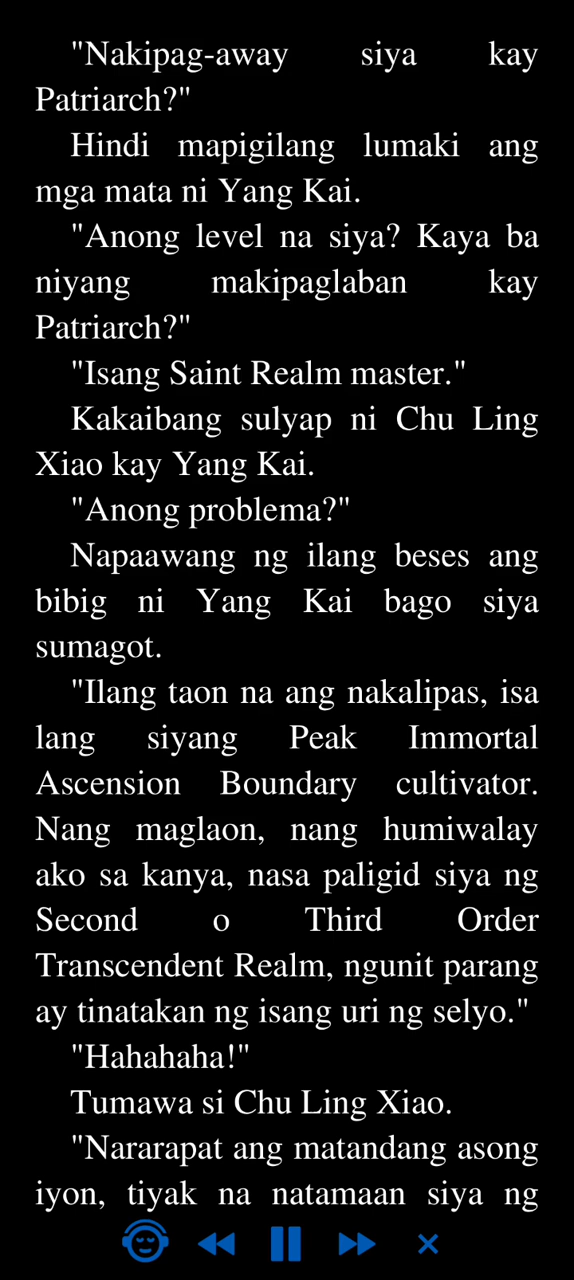 "Nakipag-away siya kay
Patriarch?"
Hindi mapigilang lumaki ang
mga mata ni Yang Kai.
"Anong level na siya? Kaya ba
niyang makipaglaban kay
Patriarch?"
"Isang Saint Realm master."
Kakaibang sulyap ni Chu Ling
Xiao kay Yang Kai.
"Anong problema?"
Napaawang ng ilang beses ang
bibig ni Yang Kai bago siya
sumagot.
"Ilang taon na ang nakalipas, isa
lang siyang Peak Immortal
Ascension Boundary cultivator.
Nang maglaon, nang humiwalay
ako sa kanya, nasa paligid siya ng
Second o Third Order
Transcendent Realm, ngunit parang
ay tinatakan ng isang uri ng selyo."
"Hahahaha!"
Tumawa si Chu Ling Xiao.
"Nararapat ang matandang asong
iyon, tiyak na natamaan siya ng